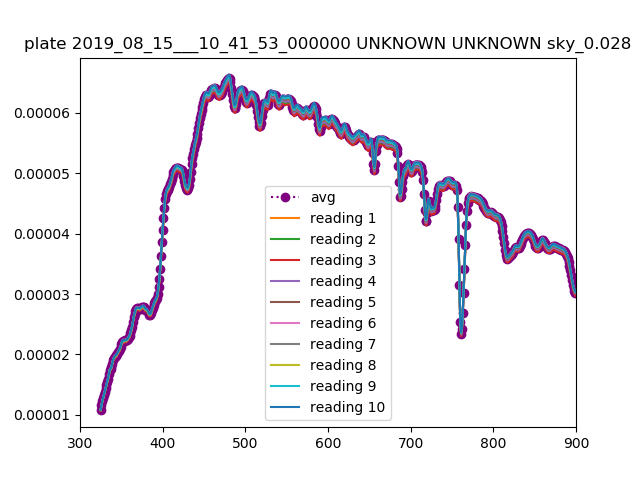 plate 2019_08_15___10_41_53_000000 UNKNOWN UNKNOWN sky_0.028
0.00006
0.00005
0.00004
0.00003
0.00002
0.00001
avg
reading 1
reading 2
reading 3
reading 4
reading 5
reading 6
reading 7
reading 8
reading 9
reading 10
300 400 500 600 700 800 900